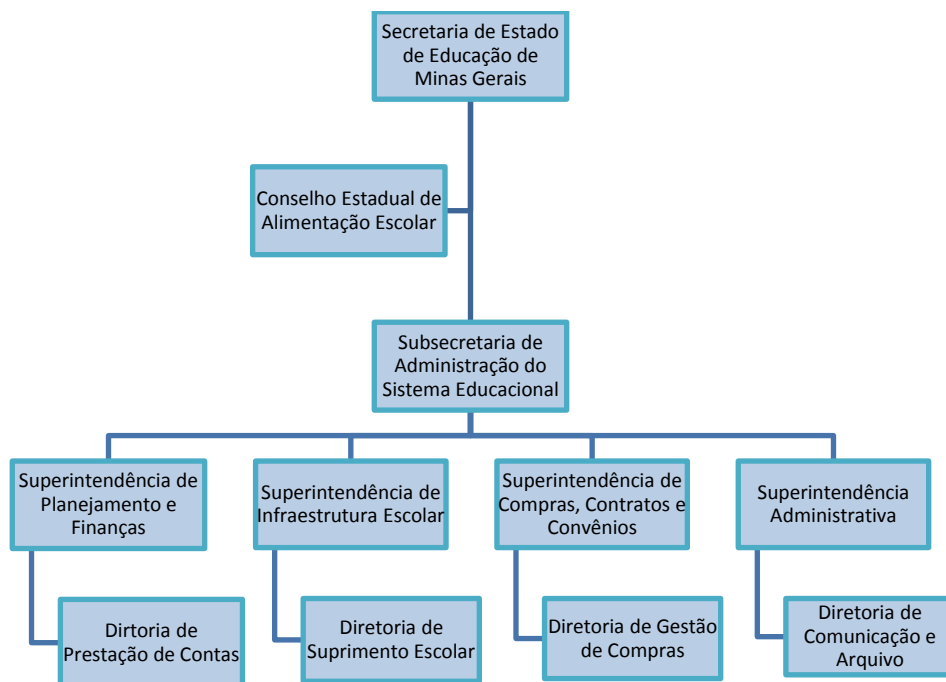 Secretaria de Estado
de Educação de
Minas Gerais
Conselho Estadual de
Alimentação Escolar
Subsecretaria de
Administração do
Sistema Educacional
Superintendência de
Planejamento e
Finanças
Superintendência de
Infraestrutura Escolar
Superintendência de
Compras, Contratos e
Convênios
Superintendência
Administrativa
Dirtoria de
Prestação de Contas
Diretoria de
Suprimento Escolar
Diretoria de Gestão
de Compras
Diretoria de
Comunicação e
Arquivo